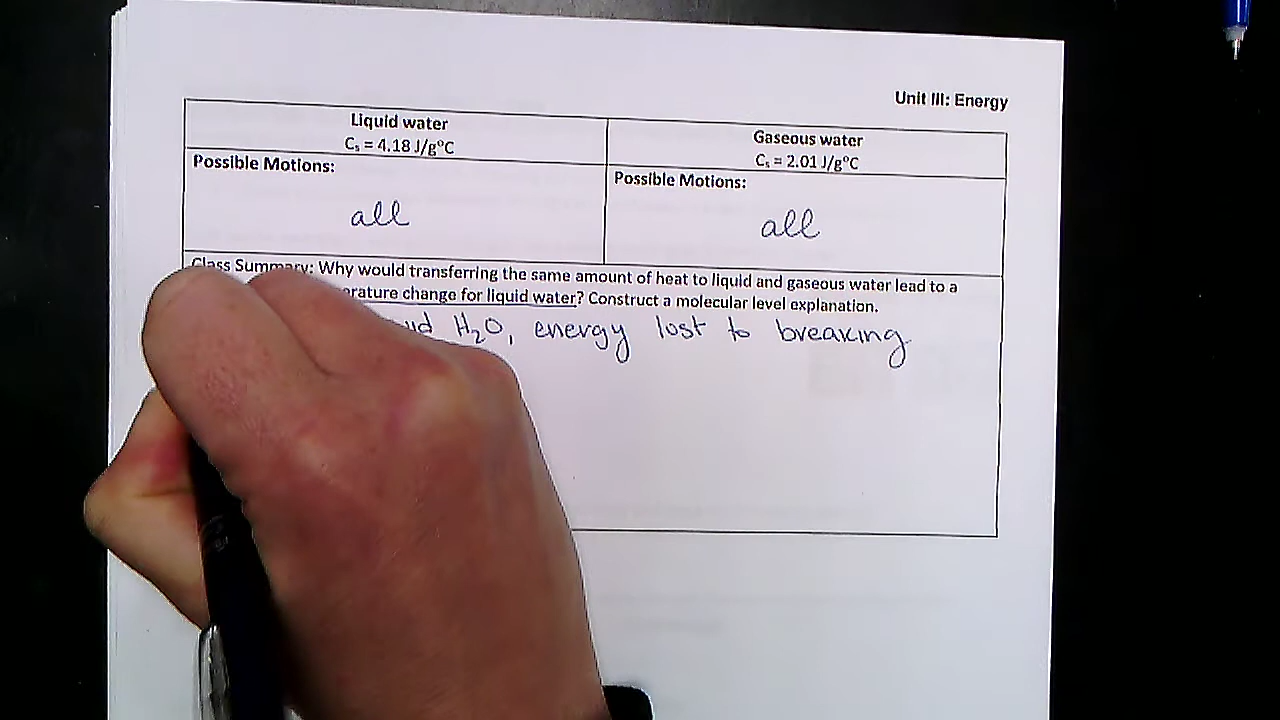 Unit III: Energy
Liquid water
Cₛ = 4.18 J/g°C
Gaseous water
Cₛ = 2.01 J/g°C
Possible Motions:
Possible Motions:
all
all
Class Summary: Why would transferring the same amount of heat to liquid and gaseous water lead to a
change for liquid water? Construct a molecular level explanation.
H₂O, energy lost to breaking